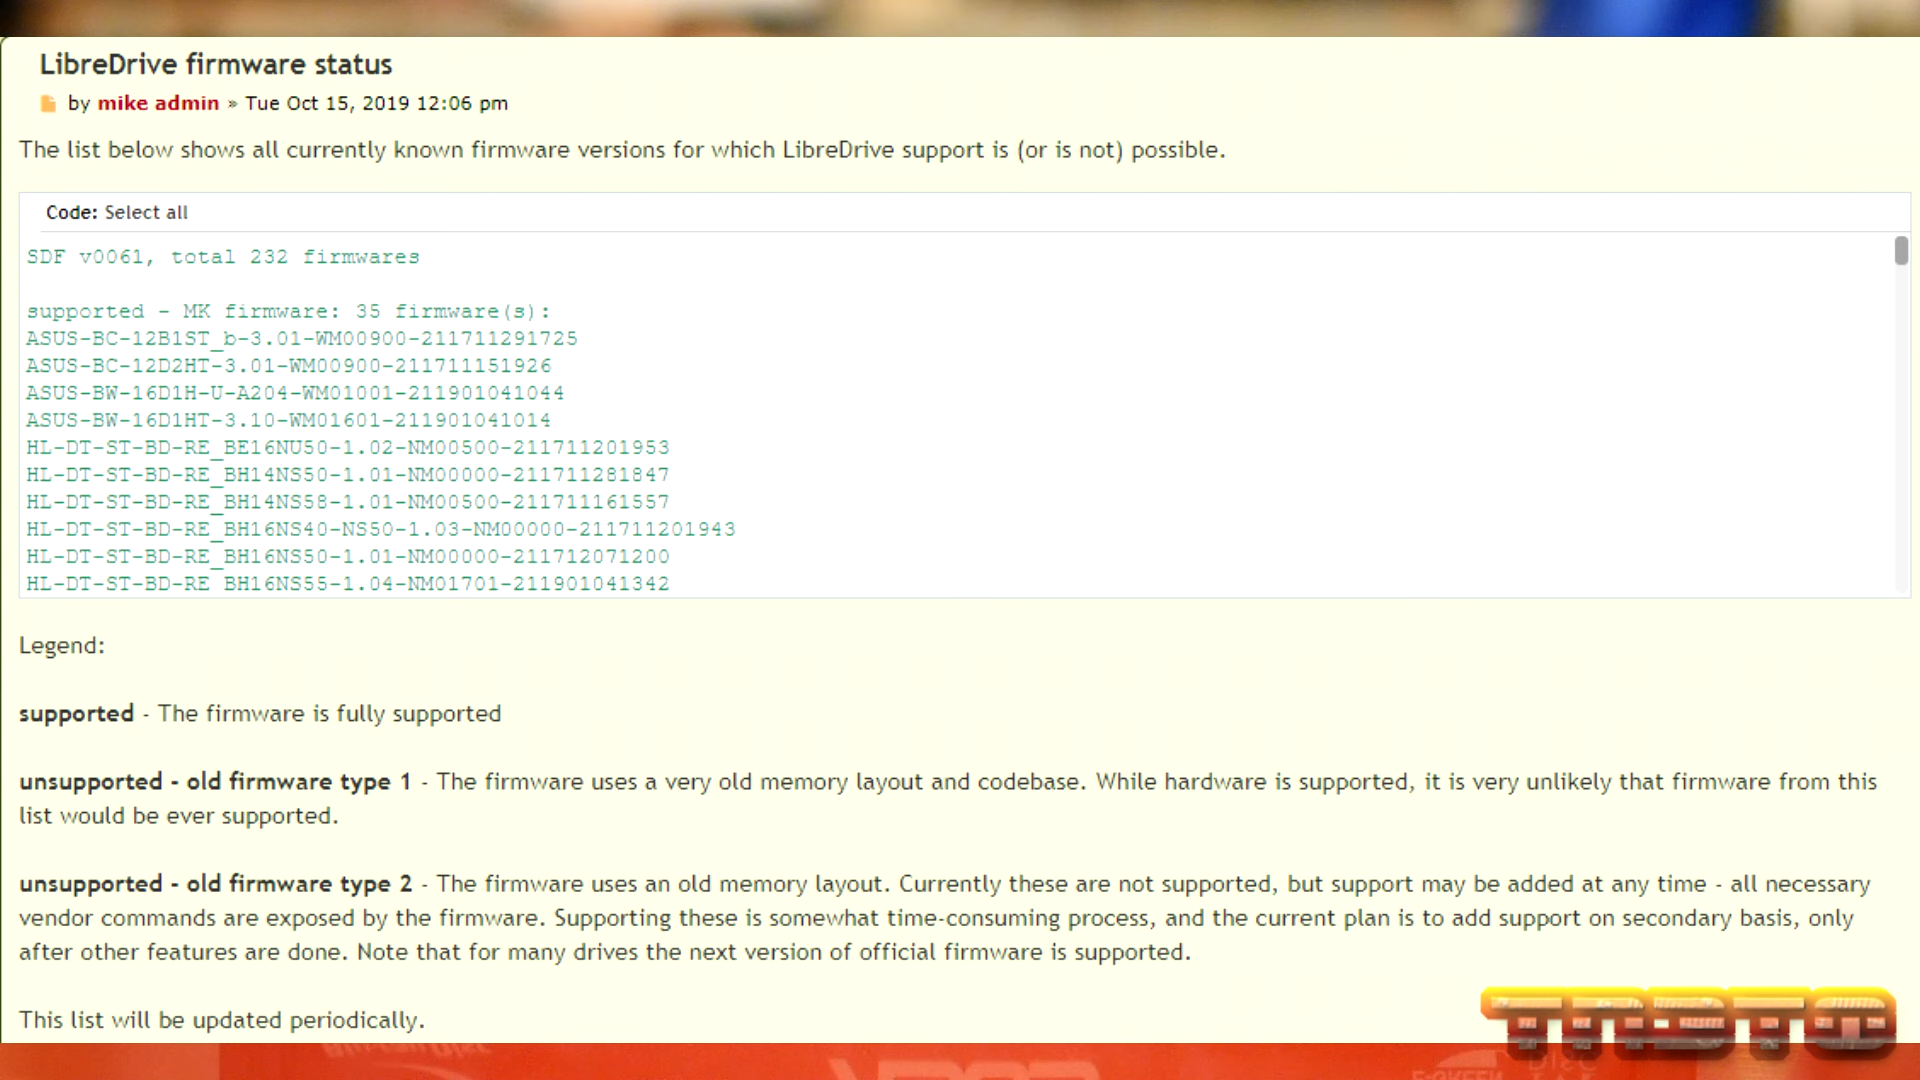 LibreDrive firmware status
by mike admin » Tue Oct 15, 2019 12:06 pm
The list below shows all currently known firmware versions for which LibreDrive support is (or is not) possible.
Code: Select all
SDF v0061, total 232 firmwares
supported - MK firmware: 35 firmware(s):
ASUS-BC-12B1ST_b-3.01-WM00900-211711291725
ASUS-BC-12D2HT-3.01-WM00900-211711151926
ASUS-BW-16D1H-U-A204-WM01001-211901041044
ASUS-BW-16D1HT-3.10-WM01601-211901041014
HL-DT-ST-BD-RE_BE16NU50-1.02-NM00500-211711201953
HL-DT-ST-BD-RE_BH14NS50-1.01-NM00000-211711281847
HL-DT-ST-BD-RE_BH14NS58-1.01-NM00500-211711161557
HL-DT-ST-BD-RE_BH16NS40-NS50-1.03-NM00000-211711201943
HL-DT-ST-BD-RE_BH16NS50-1.01-NM00000-211712071200
HL-DT-ST-BD-RE BH16NS55-1.04-NM01701-211901041342
Legend:
supported - The firmware is fully supported
unsupported - old firmware type 1 - The firmware uses a very old memory layout and codebase. While hardware is supported, it is very unlikely that firmware from this
list would be ever supported.
unsupported - old firmware type 2 - The firmware uses an old memory layout. Currently these are not supported, but support may be added at any time - all necessary
vendor commands are exposed by the firmware. Supporting these is somewhat time-consuming process, and the current plan is to add support on secondary basis, only
after other features are done. Note that for many drives the next version of official firmware is supported.
This list will be updated periodically.